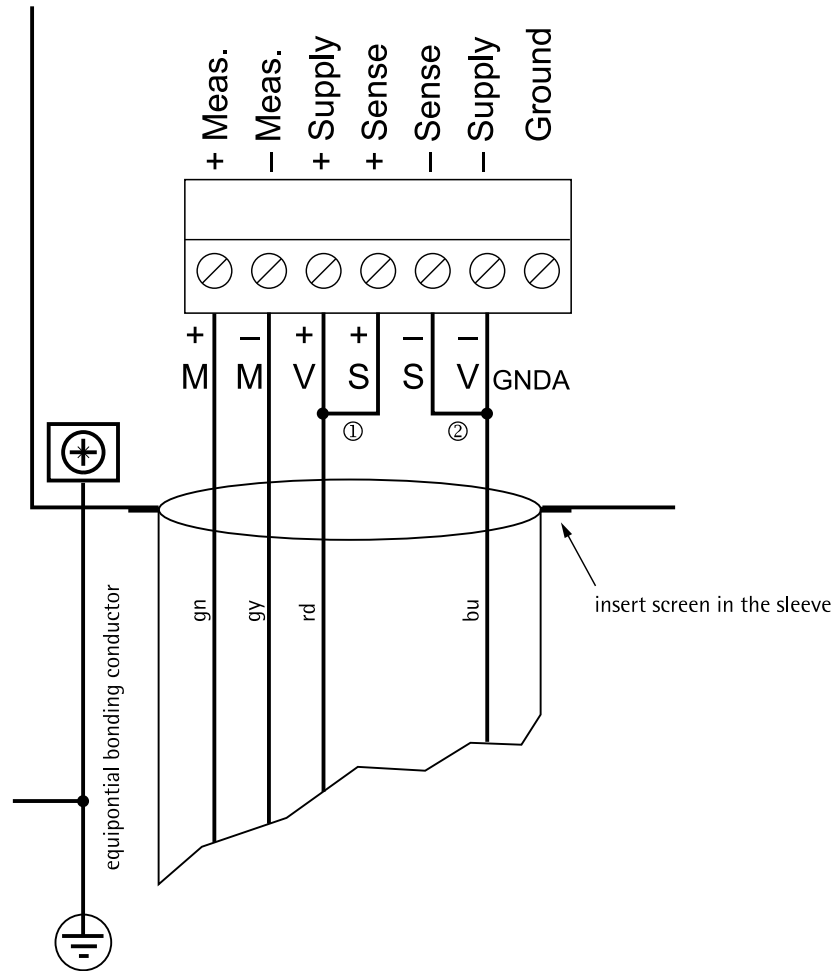 + Meas.
– Meas.
+ Supply
+ Sense
– Sense
– Supply
Ground
+ – + + – –
M M V S S V GNDA
① ②
gn gy rd bu
equipontial bonding conductor
insert screen in the sleeve